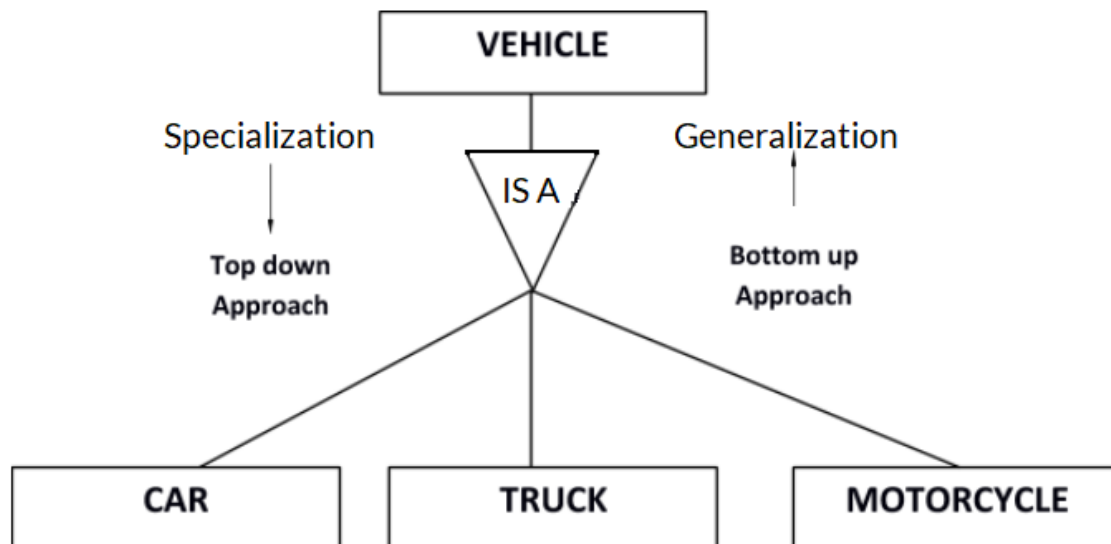 VEHICLE
Specialization
Generalization
IS A
Top down
Approach
Bottom up
Approach
CAR
TRUCK
MOTORCYCLE